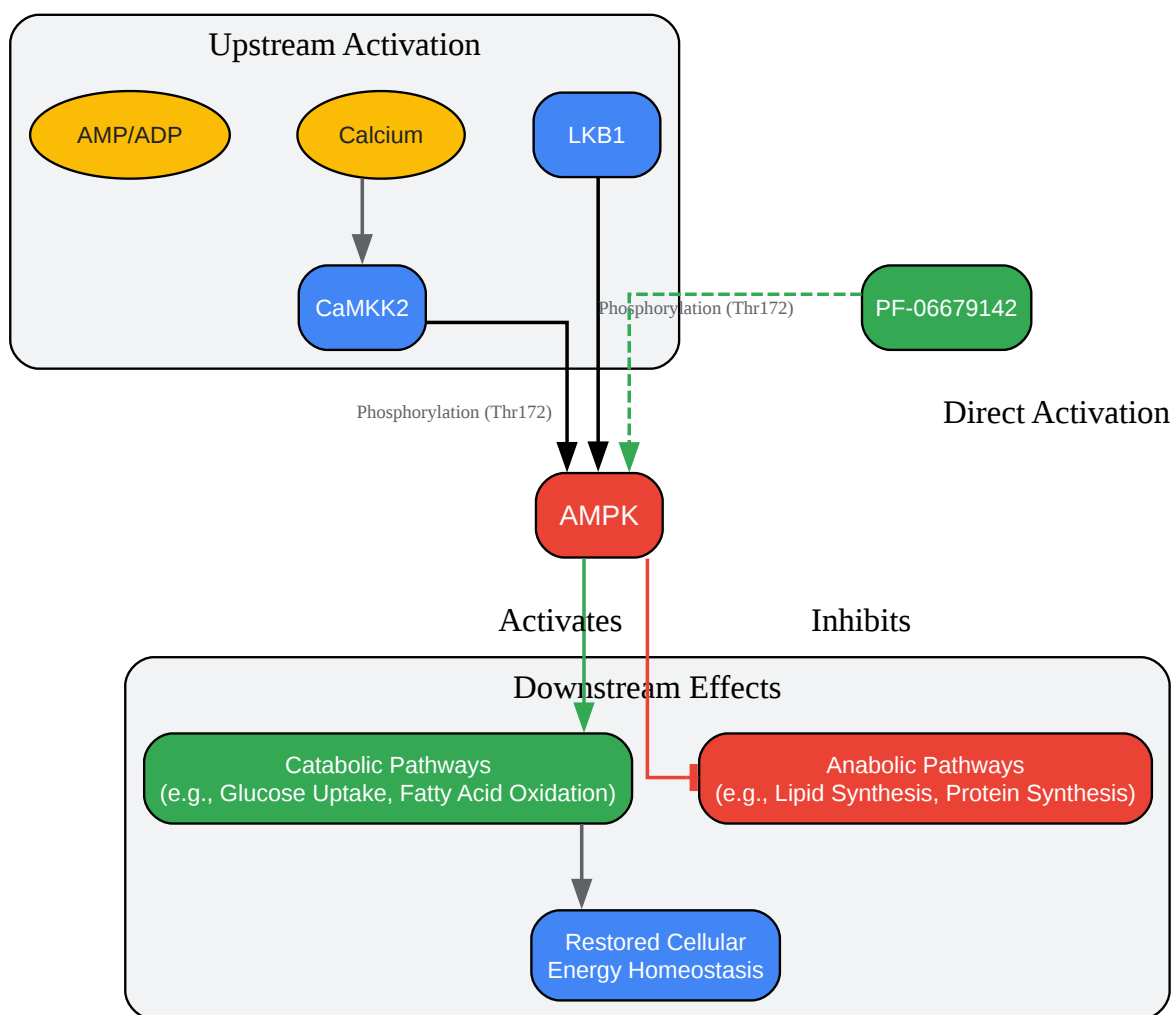 Upstream Activation
AMP/ADP
Calcium
LKB1
CaMKK2
Phosphorylation (Thr172)
PF-06679142
Phosphorylation (Thr172)
Direct Activation
AMPK
Activates
Inhibits
Downstream Effects
Catabolic Pathways
(e.g., Glucose Uptake, Fatty Acid Oxidation)
Anabolic Pathways
(e.g., Lipid Synthesis, Protein Synthesis)
Restored Cellular
Energy Homeostasis